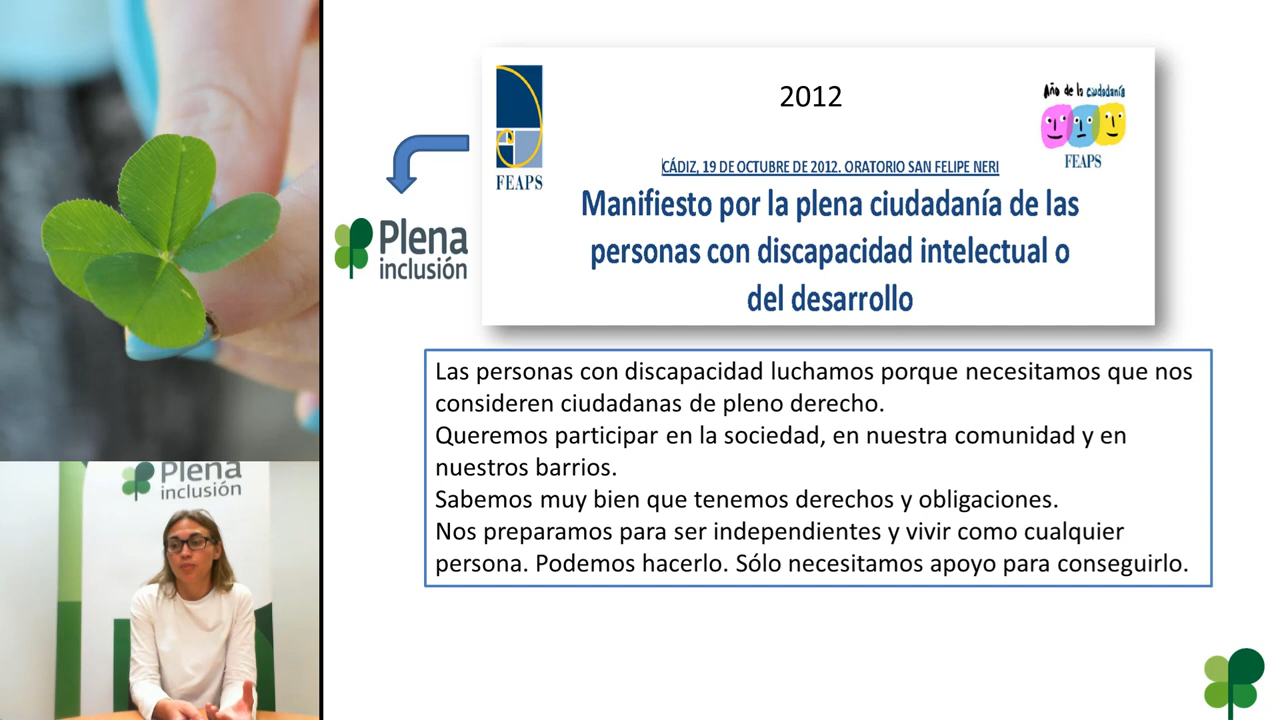 2012
Año de la ciudadanía
FEAPS
FEAPS
CÁDIZ, 19 DE OCTUBRE DE 2012. ORATORIO SAN FELIPE NERI
Manifiesto por la plena ciudadanía de las
personas con discapacidad intelectual o
del desarrollo
Plena
inclusión
Las personas con discapacidad luchamos porque necesitamos que nos
consideren ciudadanas de pleno derecho.
Queremos participar en la sociedad, en nuestra comunidad y en
nuestros barrios.
Sabemos muy bien que tenemos derechos y obligaciones.
Nos preparamos para ser independientes y vivir como cualquier
persona. Podemos hacerlo. Sólo necesitamos apoyo para conseguirlo.
Plena
inclusión